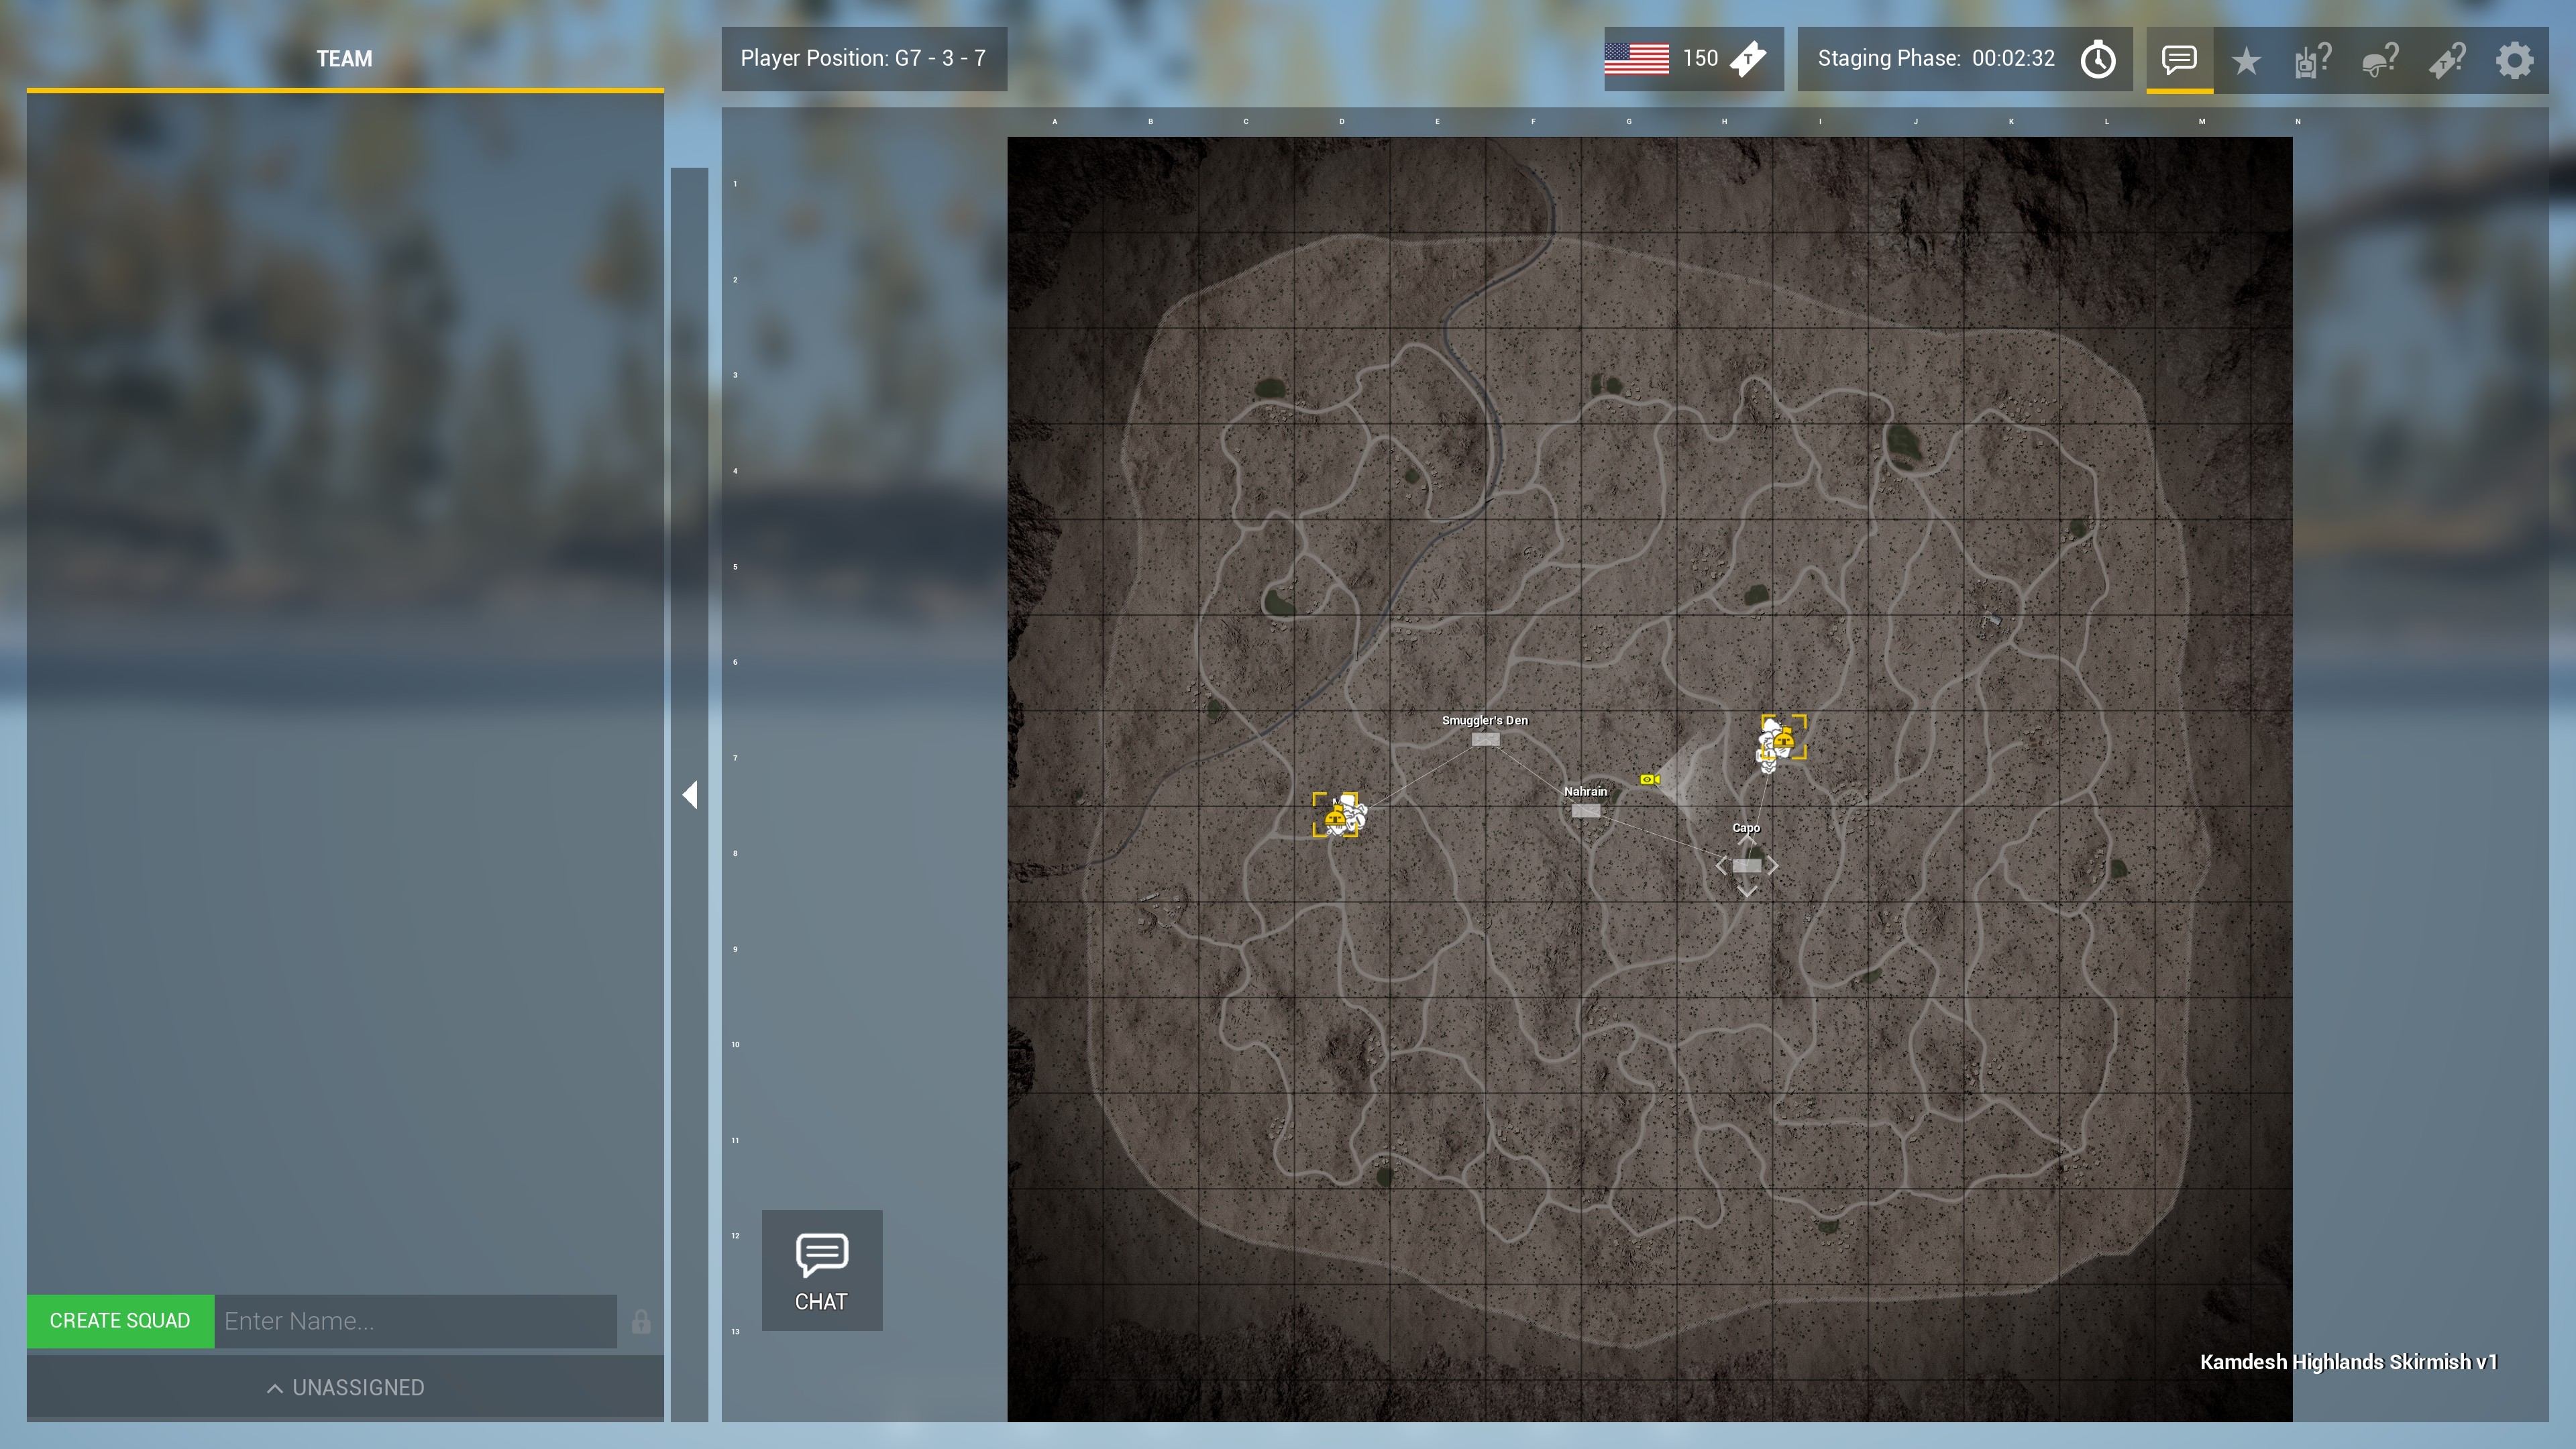 TEAM
Player Position: G7 - 3 - 7
150
T
Staging Phase: 00:02:32
? ? T?
A B C D E F G H I J K L M N
1
2
3
4
5
6
7
8
9
10
11
12
13
Smuggler's Den
Nahrain
Capo
CHAT
CREATE SQUAD
Enter Name...
UNASSIGNED
Kamdesh Highlands Skirmish v1